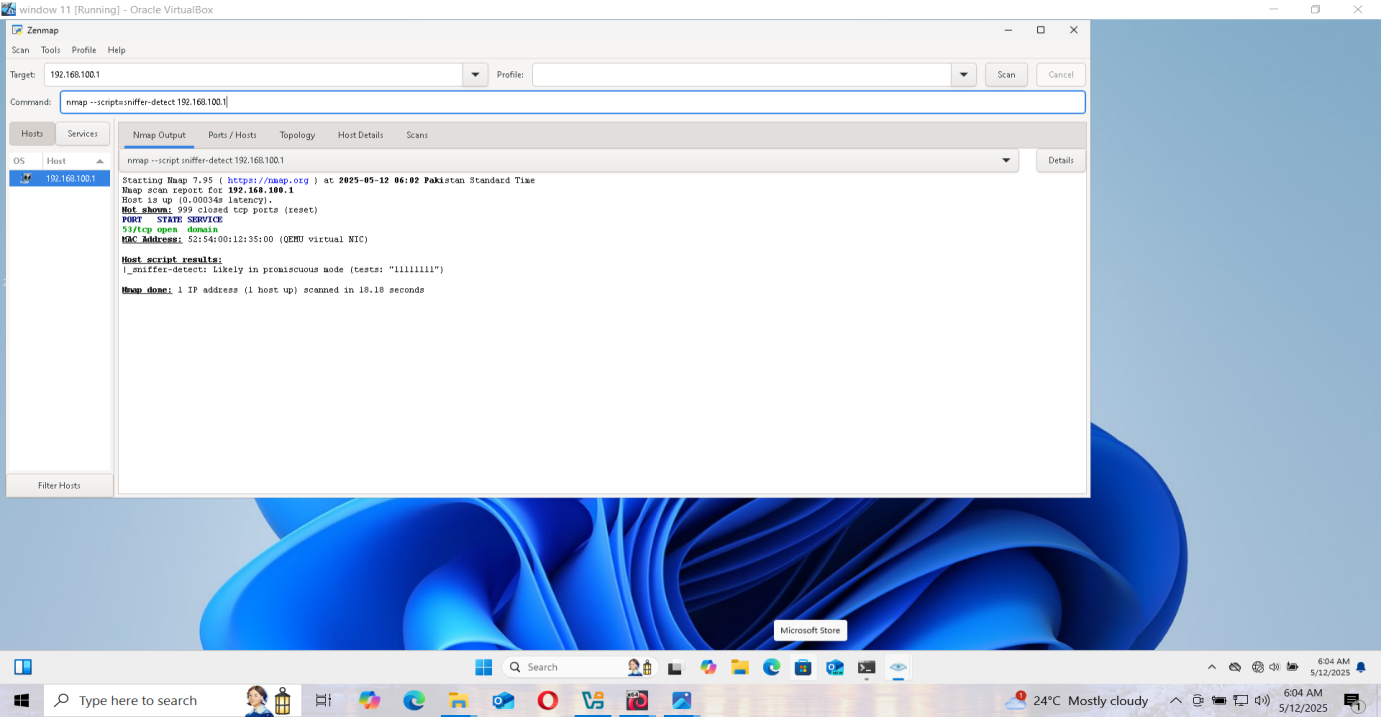 window 11 [Running] - Oracle VirtualBox
Zenmap
Scan Tools Profile Help
Target: 192.168.100.1 Profile: Scan Cancel
Command: nmap --script=sniffer-detect 192.168.100.1
Hosts Services Nmap Output Ports / Hosts Topology Host Details Scans
OS Host nmap --script sniffer-detect 192.168.100.1 Details
192.168.100.1
Starting Nmap 7.95 ( https://nmap.org ) at 2025-05-12 06:02 Pakistan Standard Time
Nmap scan report for 192.168.100.1
Host is up (0.00034s latency).
Not shown: 999 closed tcp ports (reset)
PORT STATE SERVICE
53/tcp open domain
MAC Address: 52:54:00:12:35:00 (QEMU virtual NIC)
Host script results:
|_sniffer-detect: Likely in promiscuous mode (tests: "11111111")
Nmap done: 1 IP address (1 host up) scanned in 18.18 seconds
Filter Hosts
Microsoft Store
Search
6:04 AM
5/12/2025
Type here to search
1
24°C Mostly cloudy
6:04 AM
5/12/2025
1